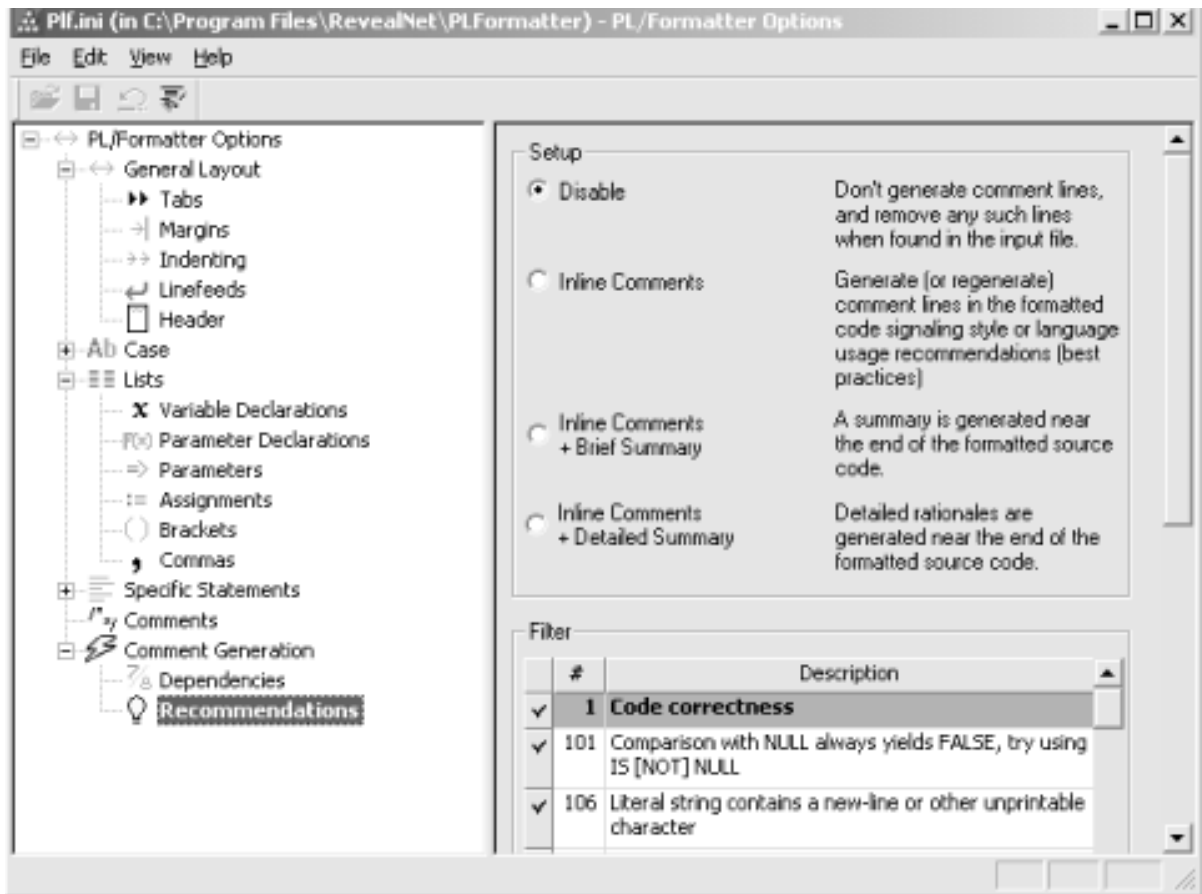 Plf.ini (in C:\Program Files\RevealNet\PLFormatter) - PL/Formatter Options
File Edit View Help
PL/Formatter Options
General Layout
Tabs
Margins
Indenting
Linefeeds
Header
Ab Case
Lists
x Variable Declarations
F(x) Parameter Declarations
=> Parameters
:= Assignments
( ) Brackets
, Commas
Specific Statements
Comments
Comment Generation
Dependencies
Recommendations
Setup
Disable
Don't generate comment lines,
and remove any such lines
when found in the input file.
Inline Comments
Generate (or regenerate)
comment lines in the formatted
code signaling style or language
usage recommendations (best
practices)
Inline Comments
+ Brief Summary
A summary is generated near
the end of the formatted source
code.
Inline Comments
+ Detailed Summary
Detailed rationales are
generated near the end of the
formatted source code.
Filter
# Description
1 Code correctness
101 Comparison with NULL always yields FALSE, try using
IS [NOT] NULL
106 Literal string contains a new-line or other unprintable
character